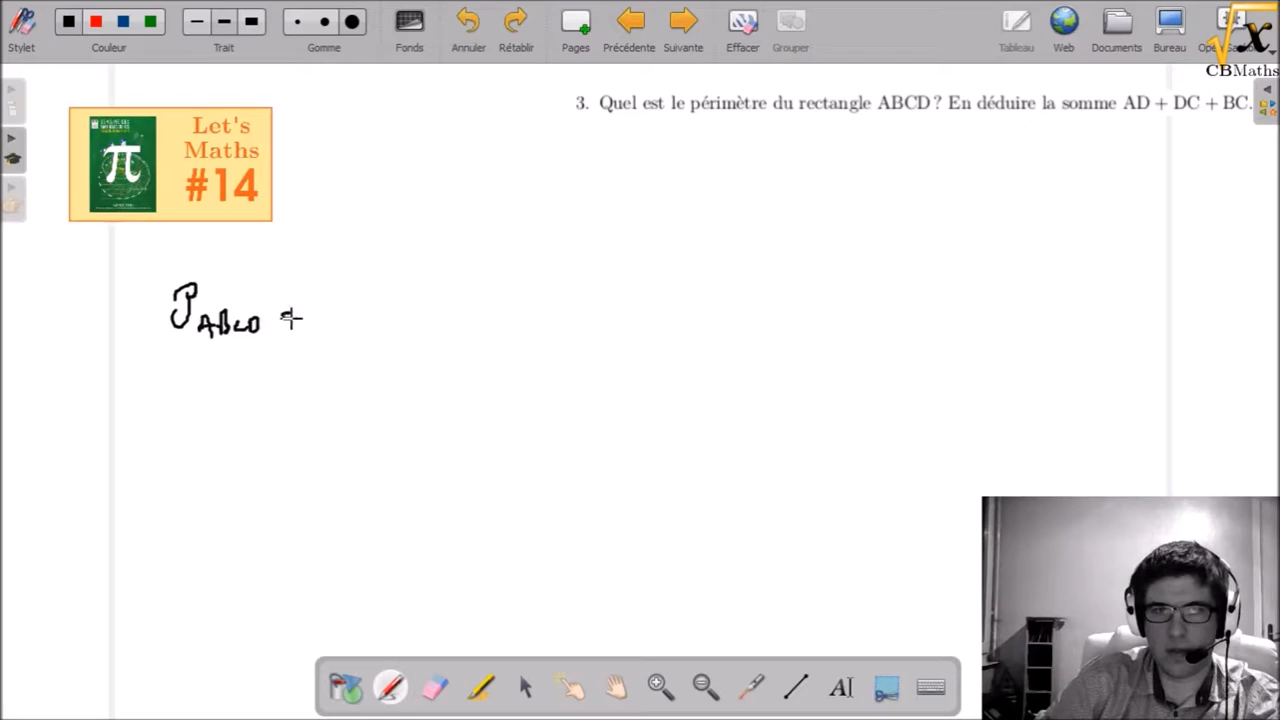 Stylet
Couleur
Trait
Gomme
Fonds
Annuler
Rétablir
Pages
Précédente
Suivante
Effacer
Grouper
Tableau
Web
Documents
Bureau
x
CBMaths
3. Quel est le périmètre du rectangle ABCD ? En déduire la somme AD + DC + BC.
π
Let's
Maths
#14
P ABCD =
AI